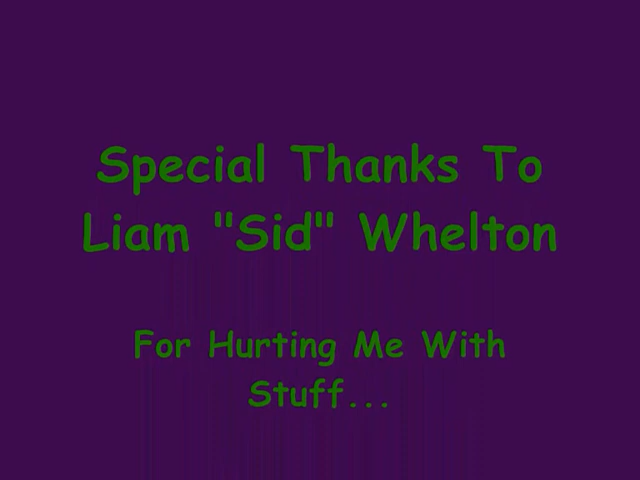 Special Thanks To
Liam "Sid" Whelton
For Hurting Me With
Stuff...